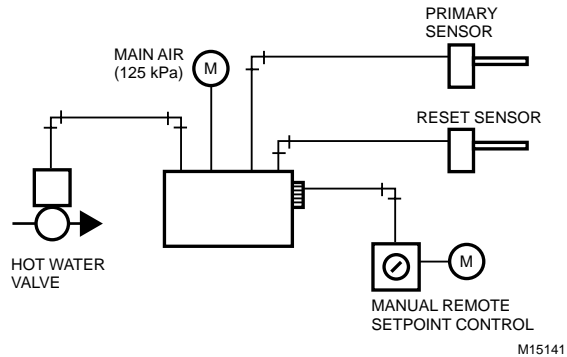 PRIMARY
SENSOR
MAIN AIR
(125 kPa)
M
RESET SENSOR
HOT WATER
VALVE
M
MANUAL REMOTE
SETPOINT CONTROL
M15141